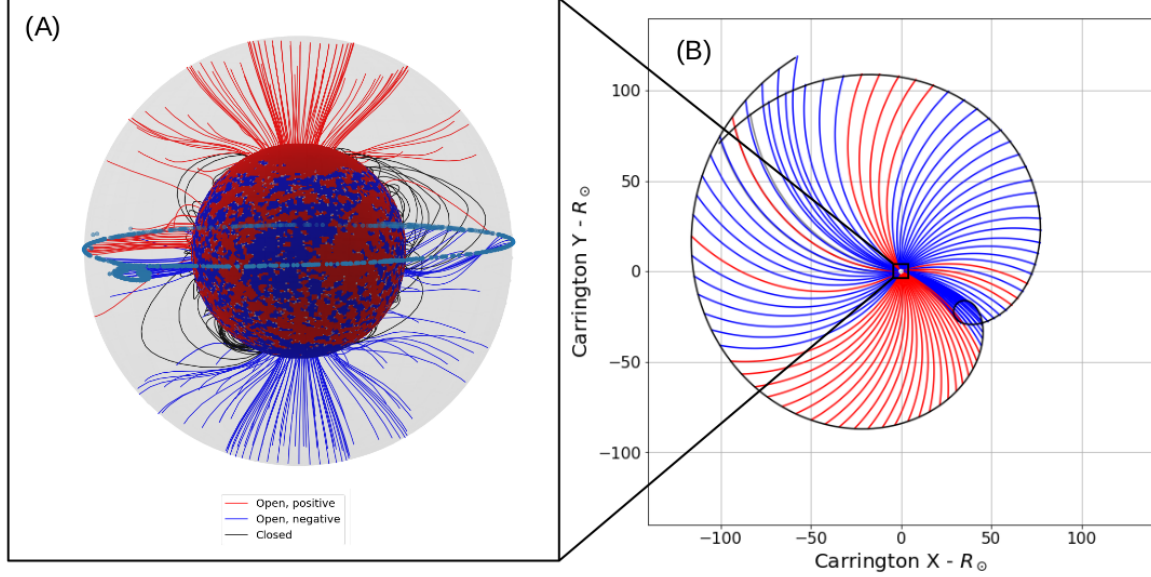 (A)
Open, positive
Open, negative
Closed
(B)
100
50
0
−50
−100
−100
−50
0
50
100
Carrington Y - R⊙
Carrington X - R⊙